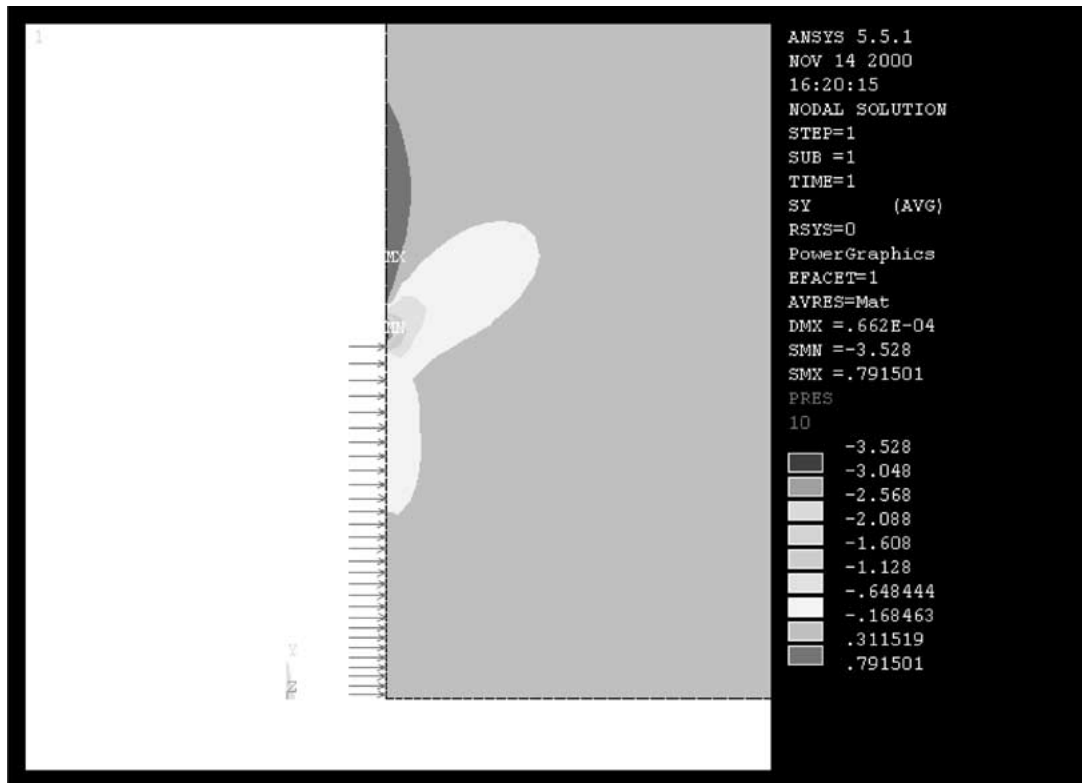 1
ANSYS 5.5.1
NOV 14 2000
16:20:15
NODAL SOLUTION
STEP=1
SUB =1
TIME=1
SY (AVG)
RSYS=0
PowerGraphics
EFACET=1
AVRES=Mat
DMX =.662E-04
SMN =-3.528
SMX =.791501
PRES
10
-3.528
-3.048
-2.568
-2.088
-1.608
-1.128
-.648444
-.168463
.311519
.791501
MX
MN
Y
Z